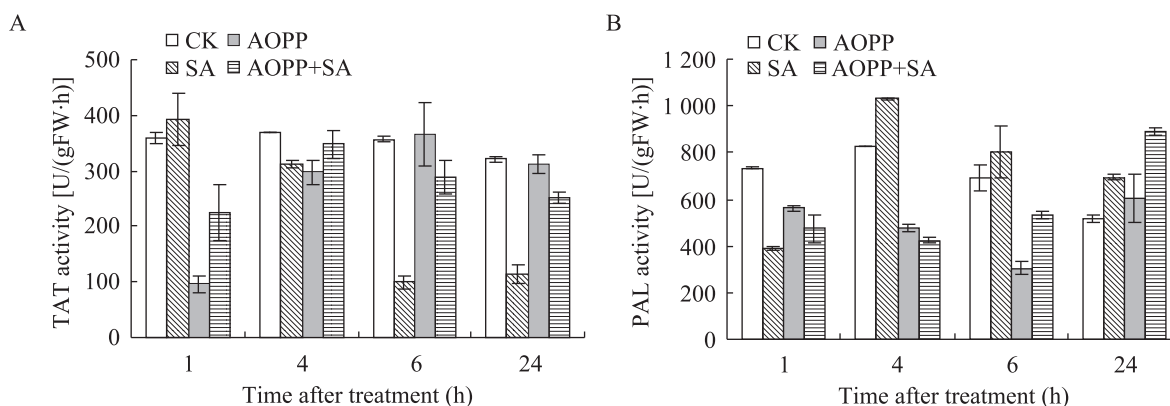 A
CK AOPP
SA AOPP+SA
TAT activity [U/(gFW·h)]
500
400
300
200
100
0
1 4 6 24
Time after treatment (h)
B
CK AOPP
SA AOPP+SA
PAL activity [U/(gFW·h)]
1 200
1 000
800
600
400
200
0
1 4 6 24
Time after treatment (h)